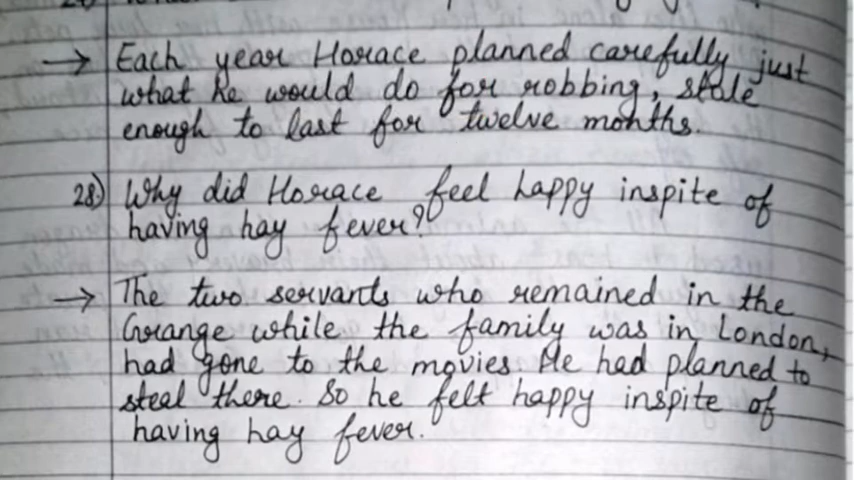 → Each year Horace planned carefully just
what he would do for robbing, stole
enough to last for twelve months.
28) Why did Horace feel happy inspite of
having hay fever?
→ The two servants who remained in the
Grange while the family was in London,
had gone to the movies. He had planned to
steal there. So he felt happy inspite of
having hay fever.